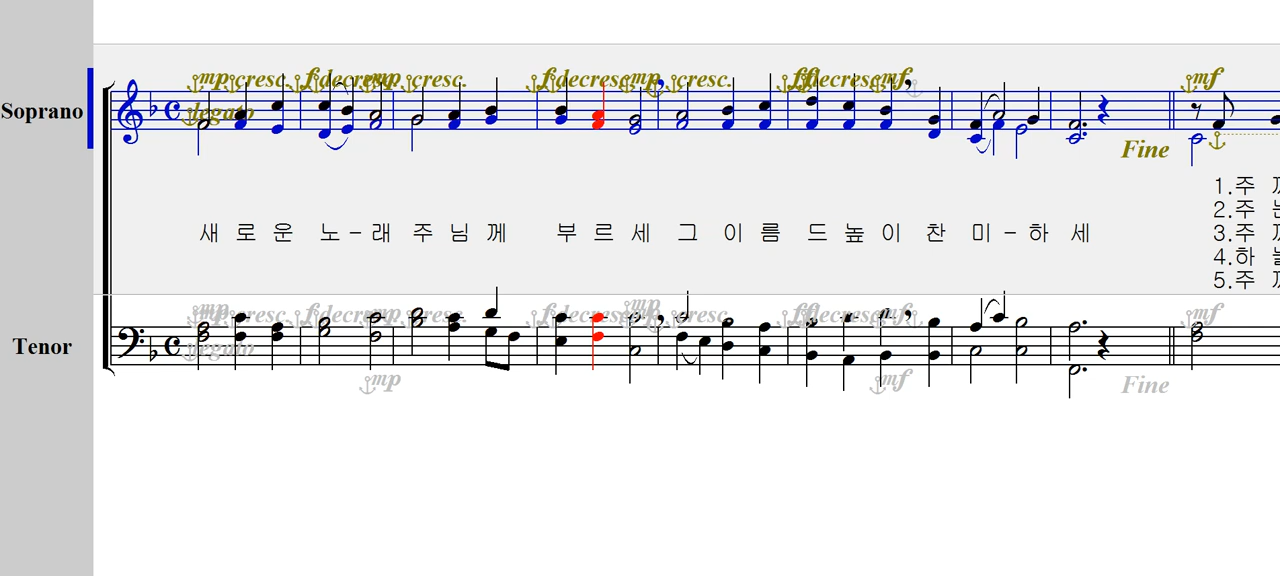 mp cresc. f decresc. mp cresc. f decresc. mp cresc. ff decresc. mf mf
Soprano
legato
Fine
1.주
2.주
새 로 운 노 - 래 주 님 께 부 르 세 그 이 름 드 높 이 찬 미 - 하 세 3.주
4.하
5.주
mp cresc. f decresc. mp cresc. f decresc. mp cresc. ff mf mf
Tenor
legato
mp mf Fine